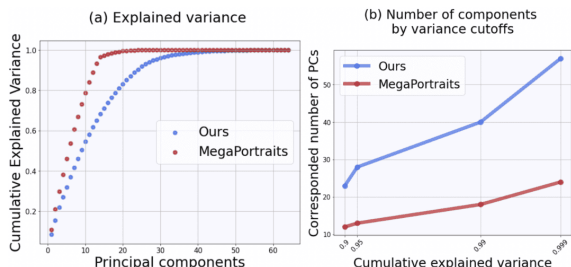 (a) Explained variance
Cumulative Explained Variance
1.0
0.8
0.6
0.4
0.2
Ours
MegaPortraits
0
10
20
30
40
50
60
Principal components
(b) Number of components
by variance cutoffs
Corresponded number of PCs
50
40
30
20
10
Ours
MegaPortraits
0.9
0.95
0.99
0.999
Cumulative explained variance